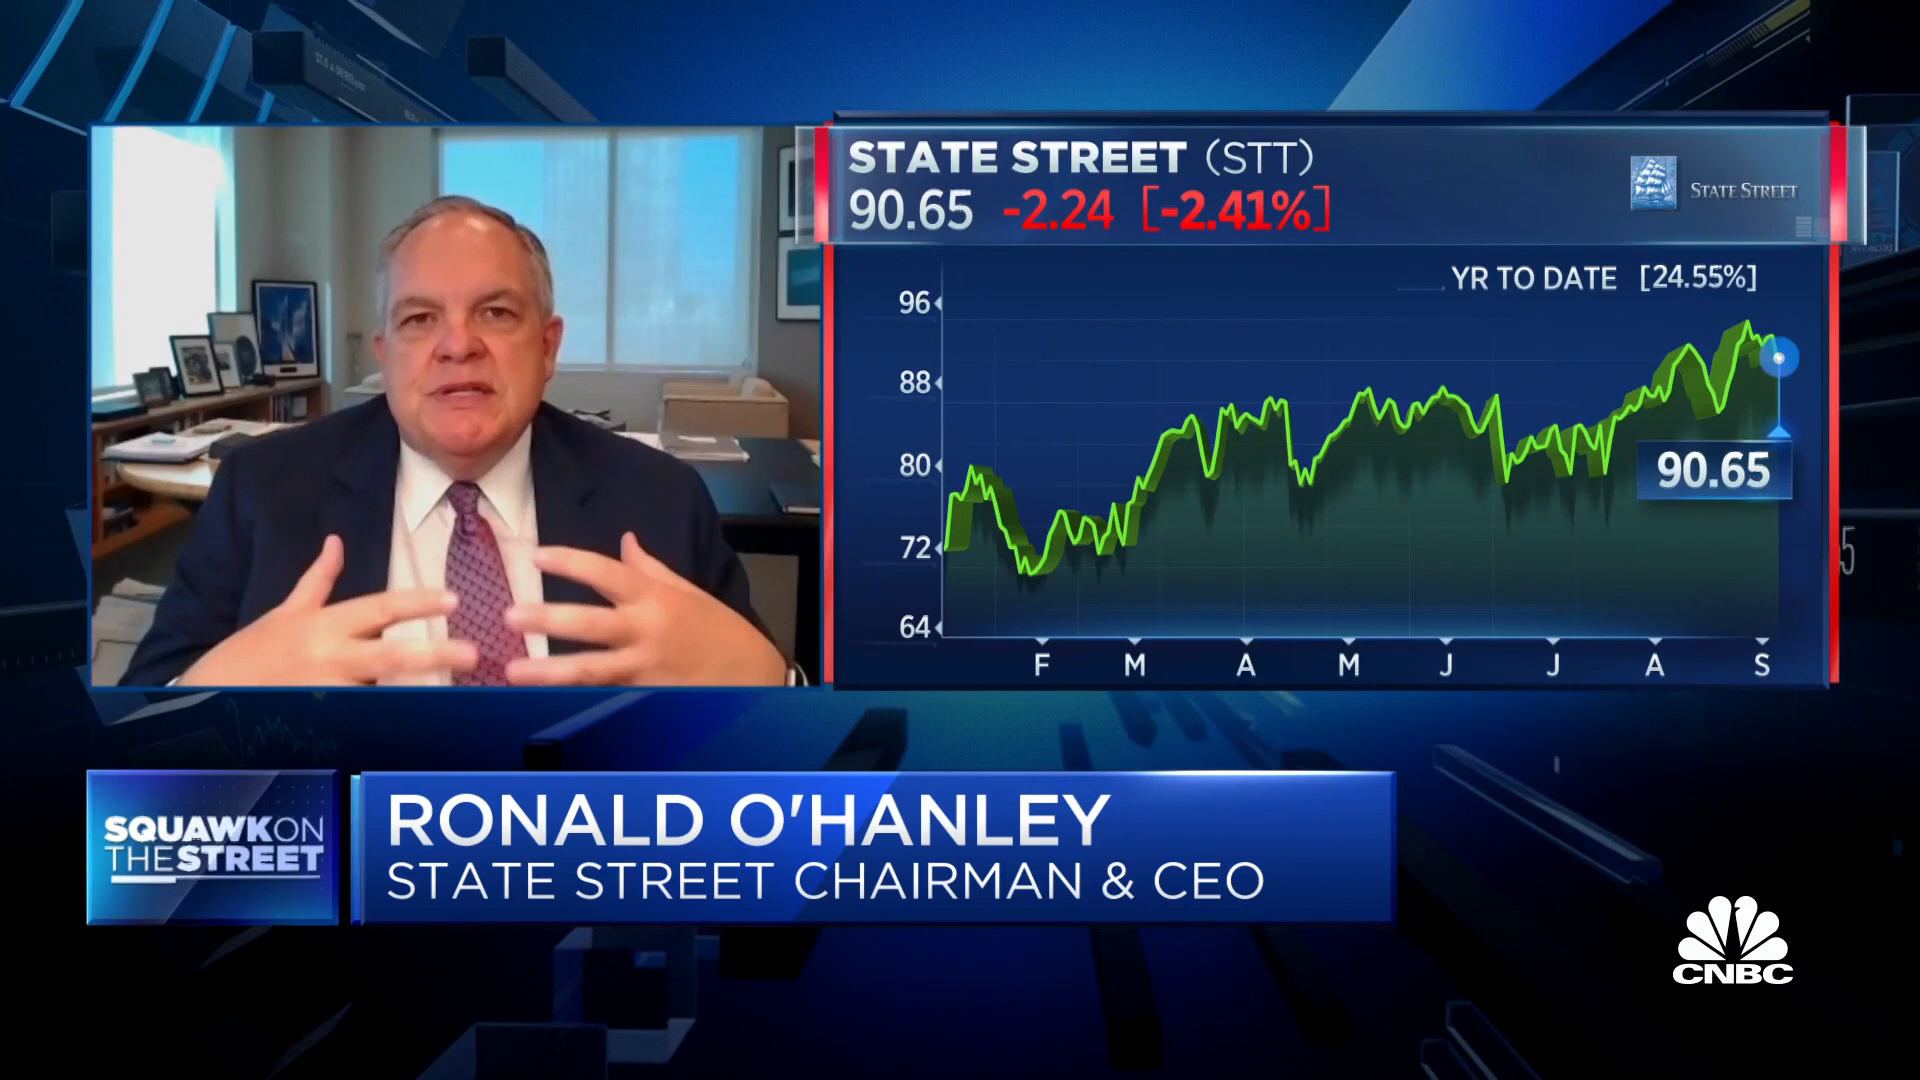 STATE STREET (STT)
90.65 -2.24 [-2.41%]
STATE STREET
YR TO DATE [24.55%]
96
88
80
72
64
90.65
F M A M J J A S
SQUAWK ON
THE STREET
RONALD O'HANLEY
STATE STREET CHAIRMAN & CEO
CNBC